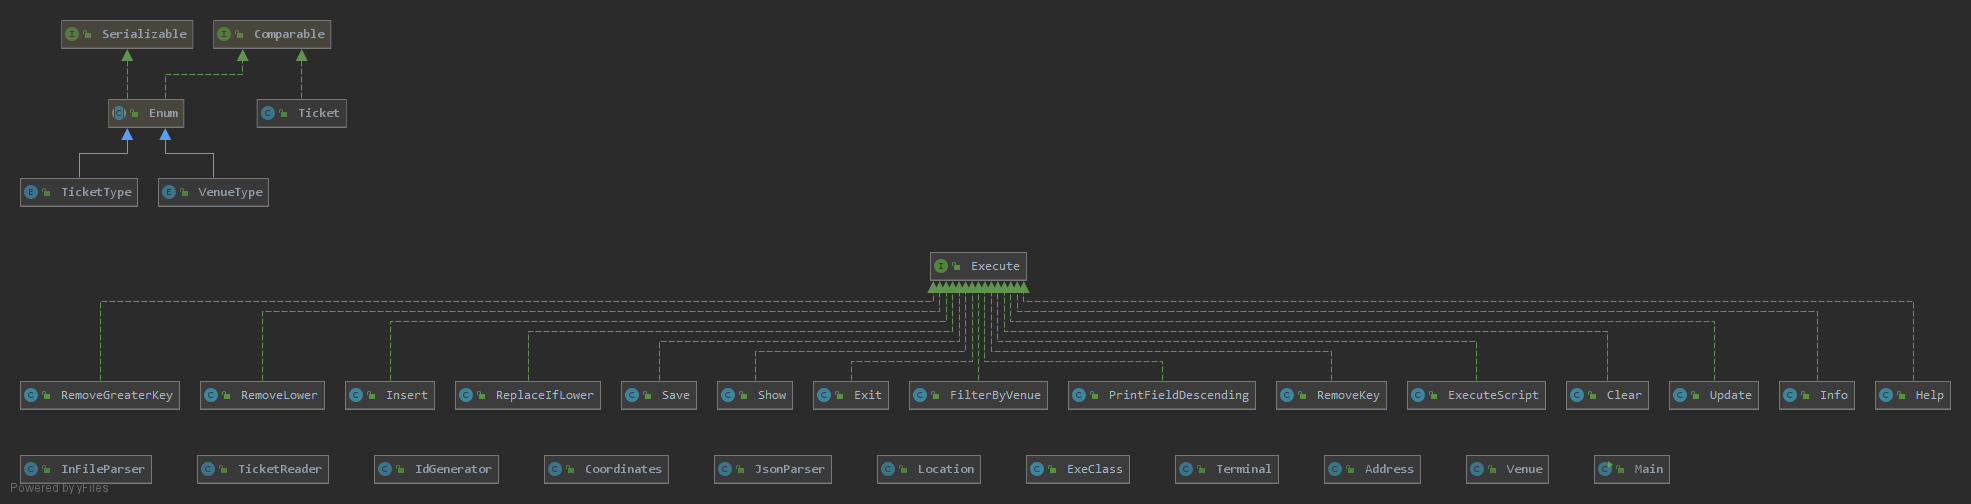 Serializable
Comparable
Enum
Ticket
TicketType
VenueType
Execute
RemoveGreaterKey
RemoveLower
Insert
ReplaceIfLower
Save
Show
Exit
FilterByVenue
PrintFieldDescending
RemoveKey
ExecuteScript
Clear
Update
Info
Help
InFileParser
TicketReader
IdGenerator
Coordinates
JsonParser
Location
ExeClass
Terminal
Address
Venue
Main
Powered by yFiles